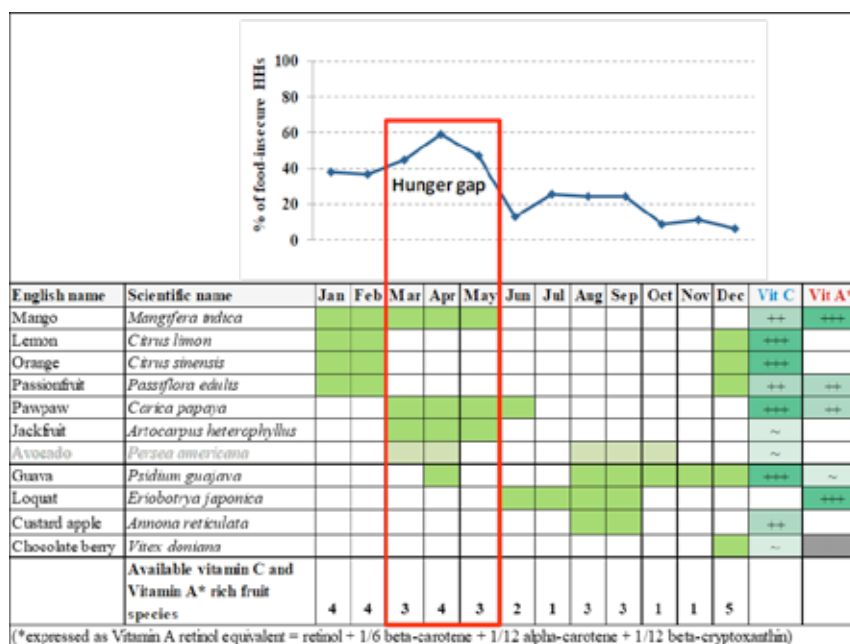 100
80
60
40
20
0
% of food-insecure HHs
Hunger gap
English name Scientific name Jan Feb Mar Apr May Jun Jul Aug Sep Oct Nov Dec Vit C Vit A*
Mango Mangifera indica ++ +++
Lemon Citrus limon +++
Orange Citrus sinensis +++
Passionfruit Passiflora edulis ++ ++
Pawpaw Carica papaya +++ ++
Jackfruit Artocarpus heterophyllus ~
Avocado Persea americana ~
Guava Psidium guajava +++ ~
Loquat Eriobotrya japonica +++
Custard apple Annona reticulata ++
Chocolate berry Vitex doniana ~
Available vitamin C and
Vitamin A* rich fruit
species 4 4 3 4 3 2 1 3 3 1 1 5
(*expressed as Vitamin A retinol equivalent = retinol + 1/6 beta-carotene + 1/12 alpha-carotene + 1/12 beta-cryptoxanthin)